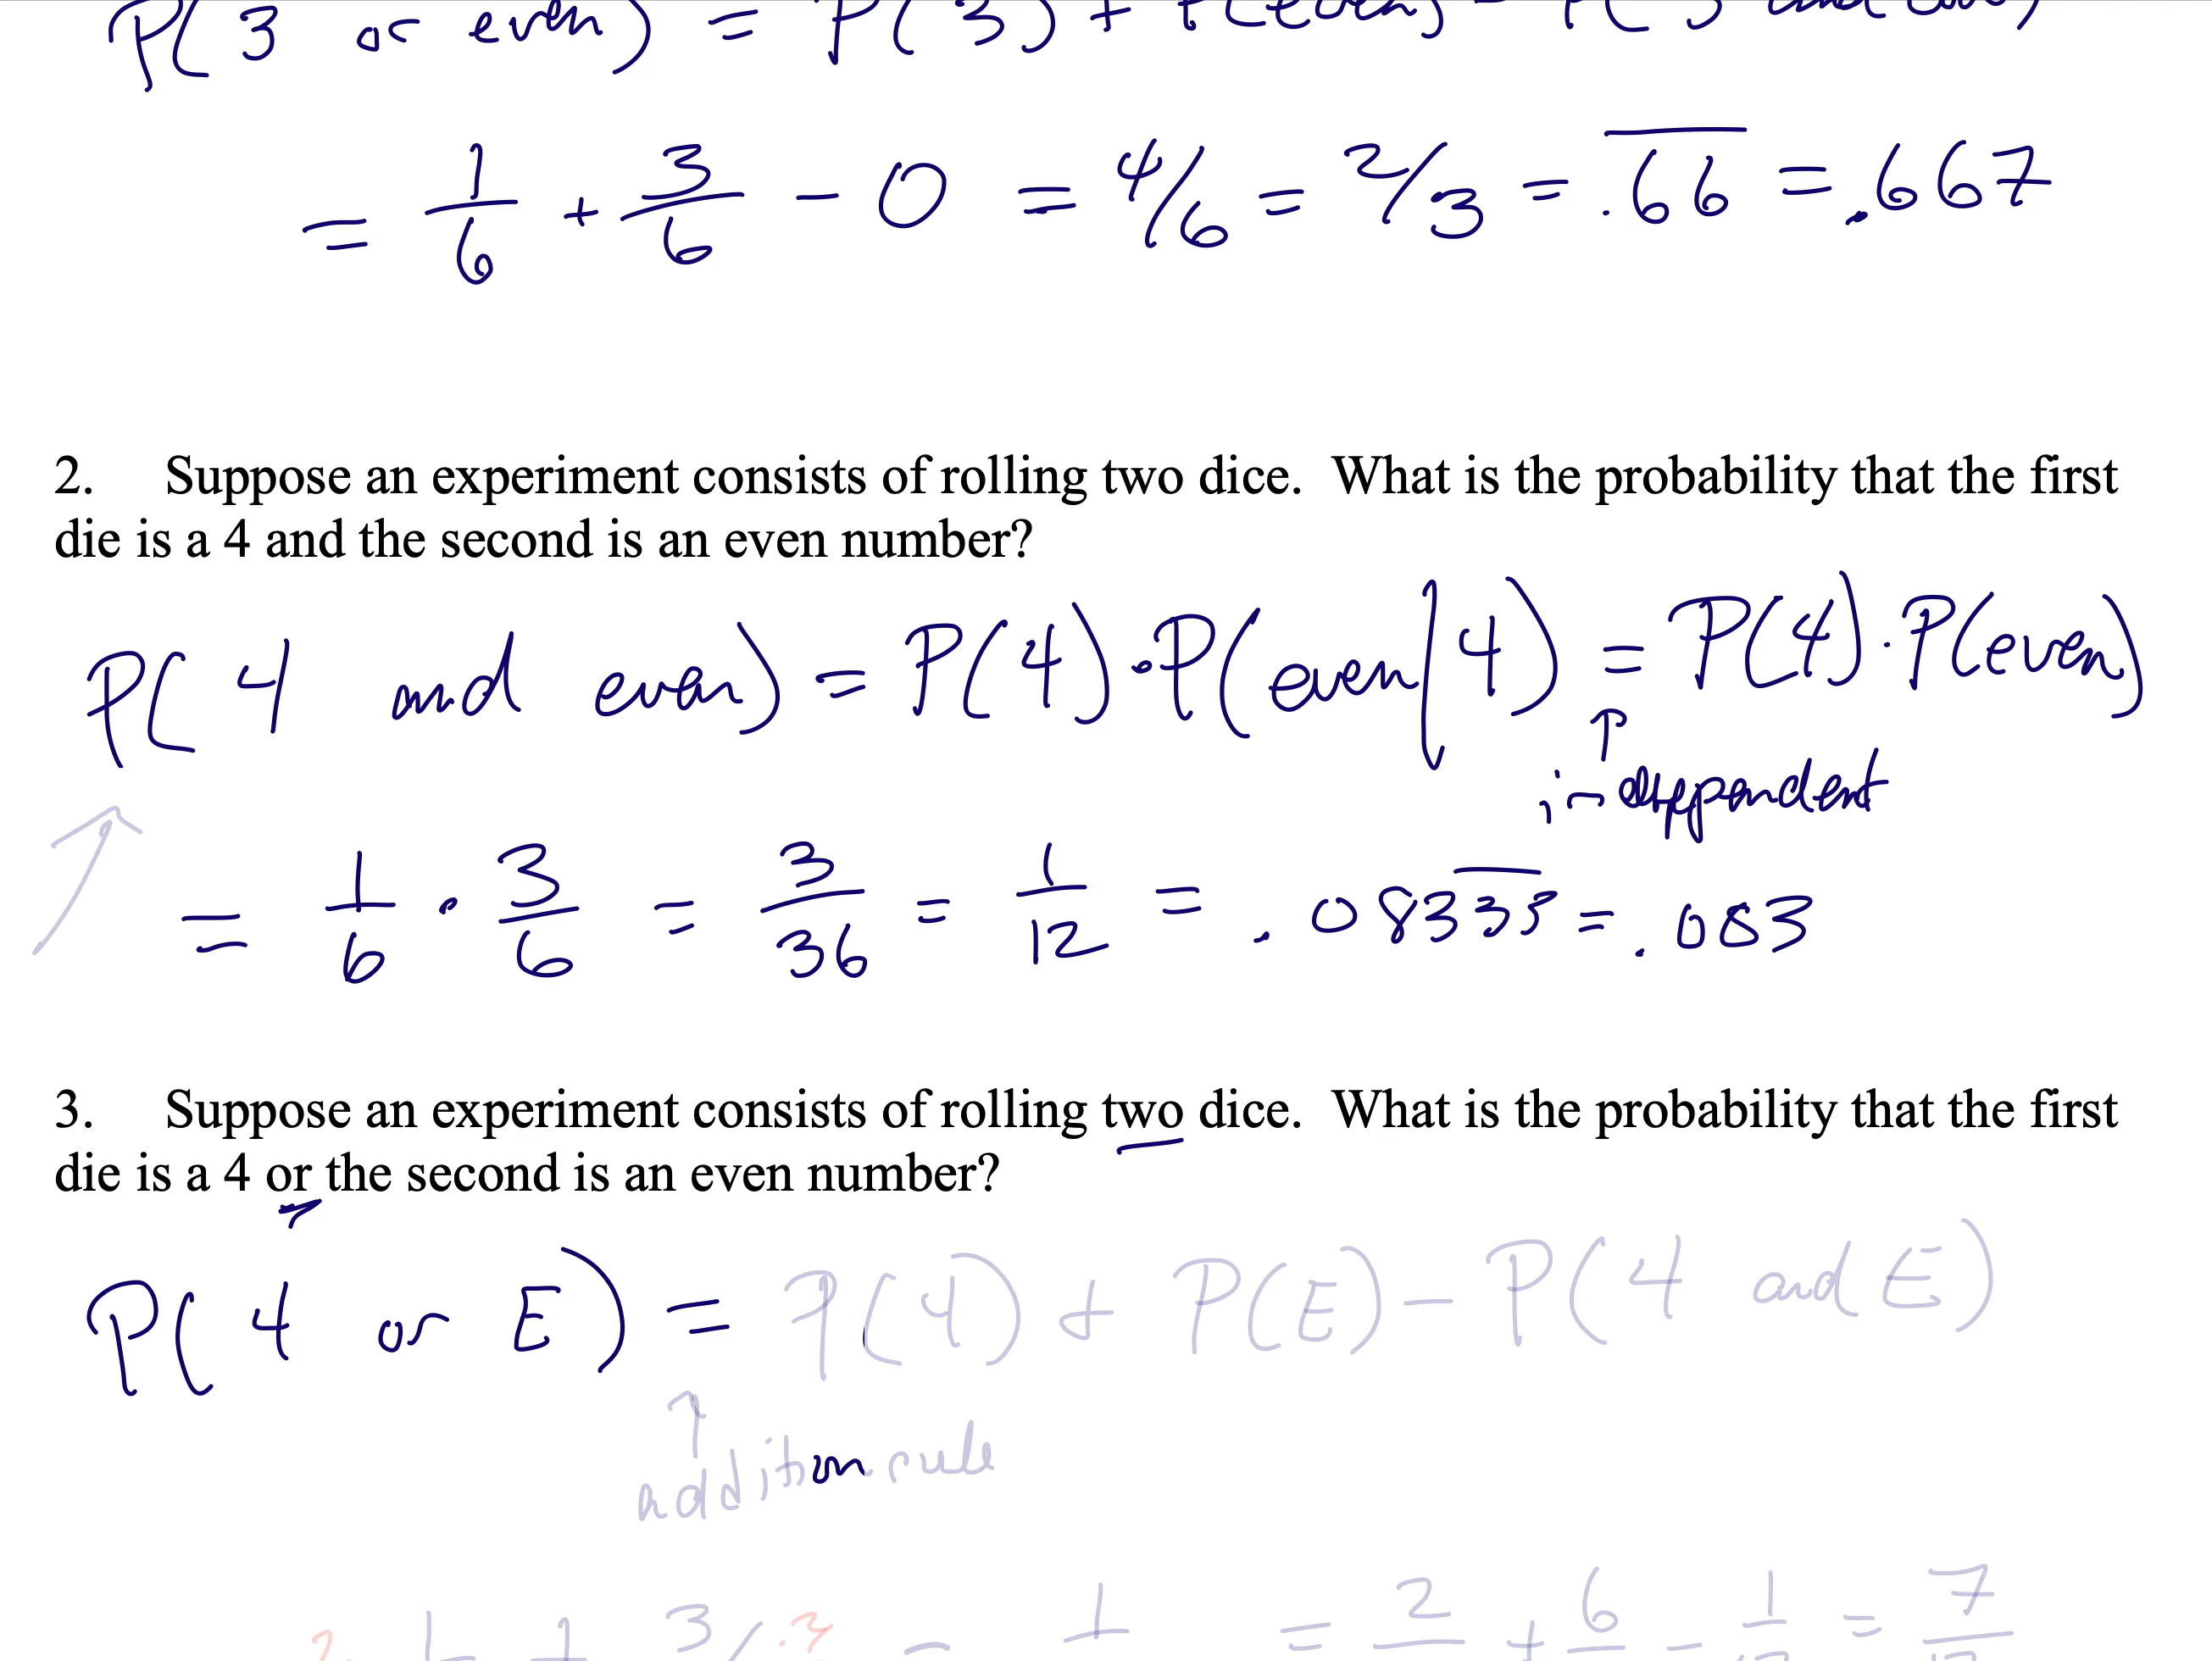 P( 3 or even ) = P( 3 ) + P(even) - P( 3 and even )
= 1/6 + 3/6 - 0 = 4/6 = 2/3 = .66 = .667
2. Suppose an experiment consists of rolling two dice. What is the probability that the first
die is a 4 and the second is an even number?
P( 4 and even) = P(4) · P(even|4) = P(4) · P(even)
↑
independent
= 1/6 · 3/6 = 3/36 = 1/12 = .08333 = .083
3. Suppose an experiment consists of rolling two dice. What is the probability that the first
die is a 4 or the second is an even number?
P( 4 or E) = P(4) + P(E) - P(4 and E)
↑
addition rule